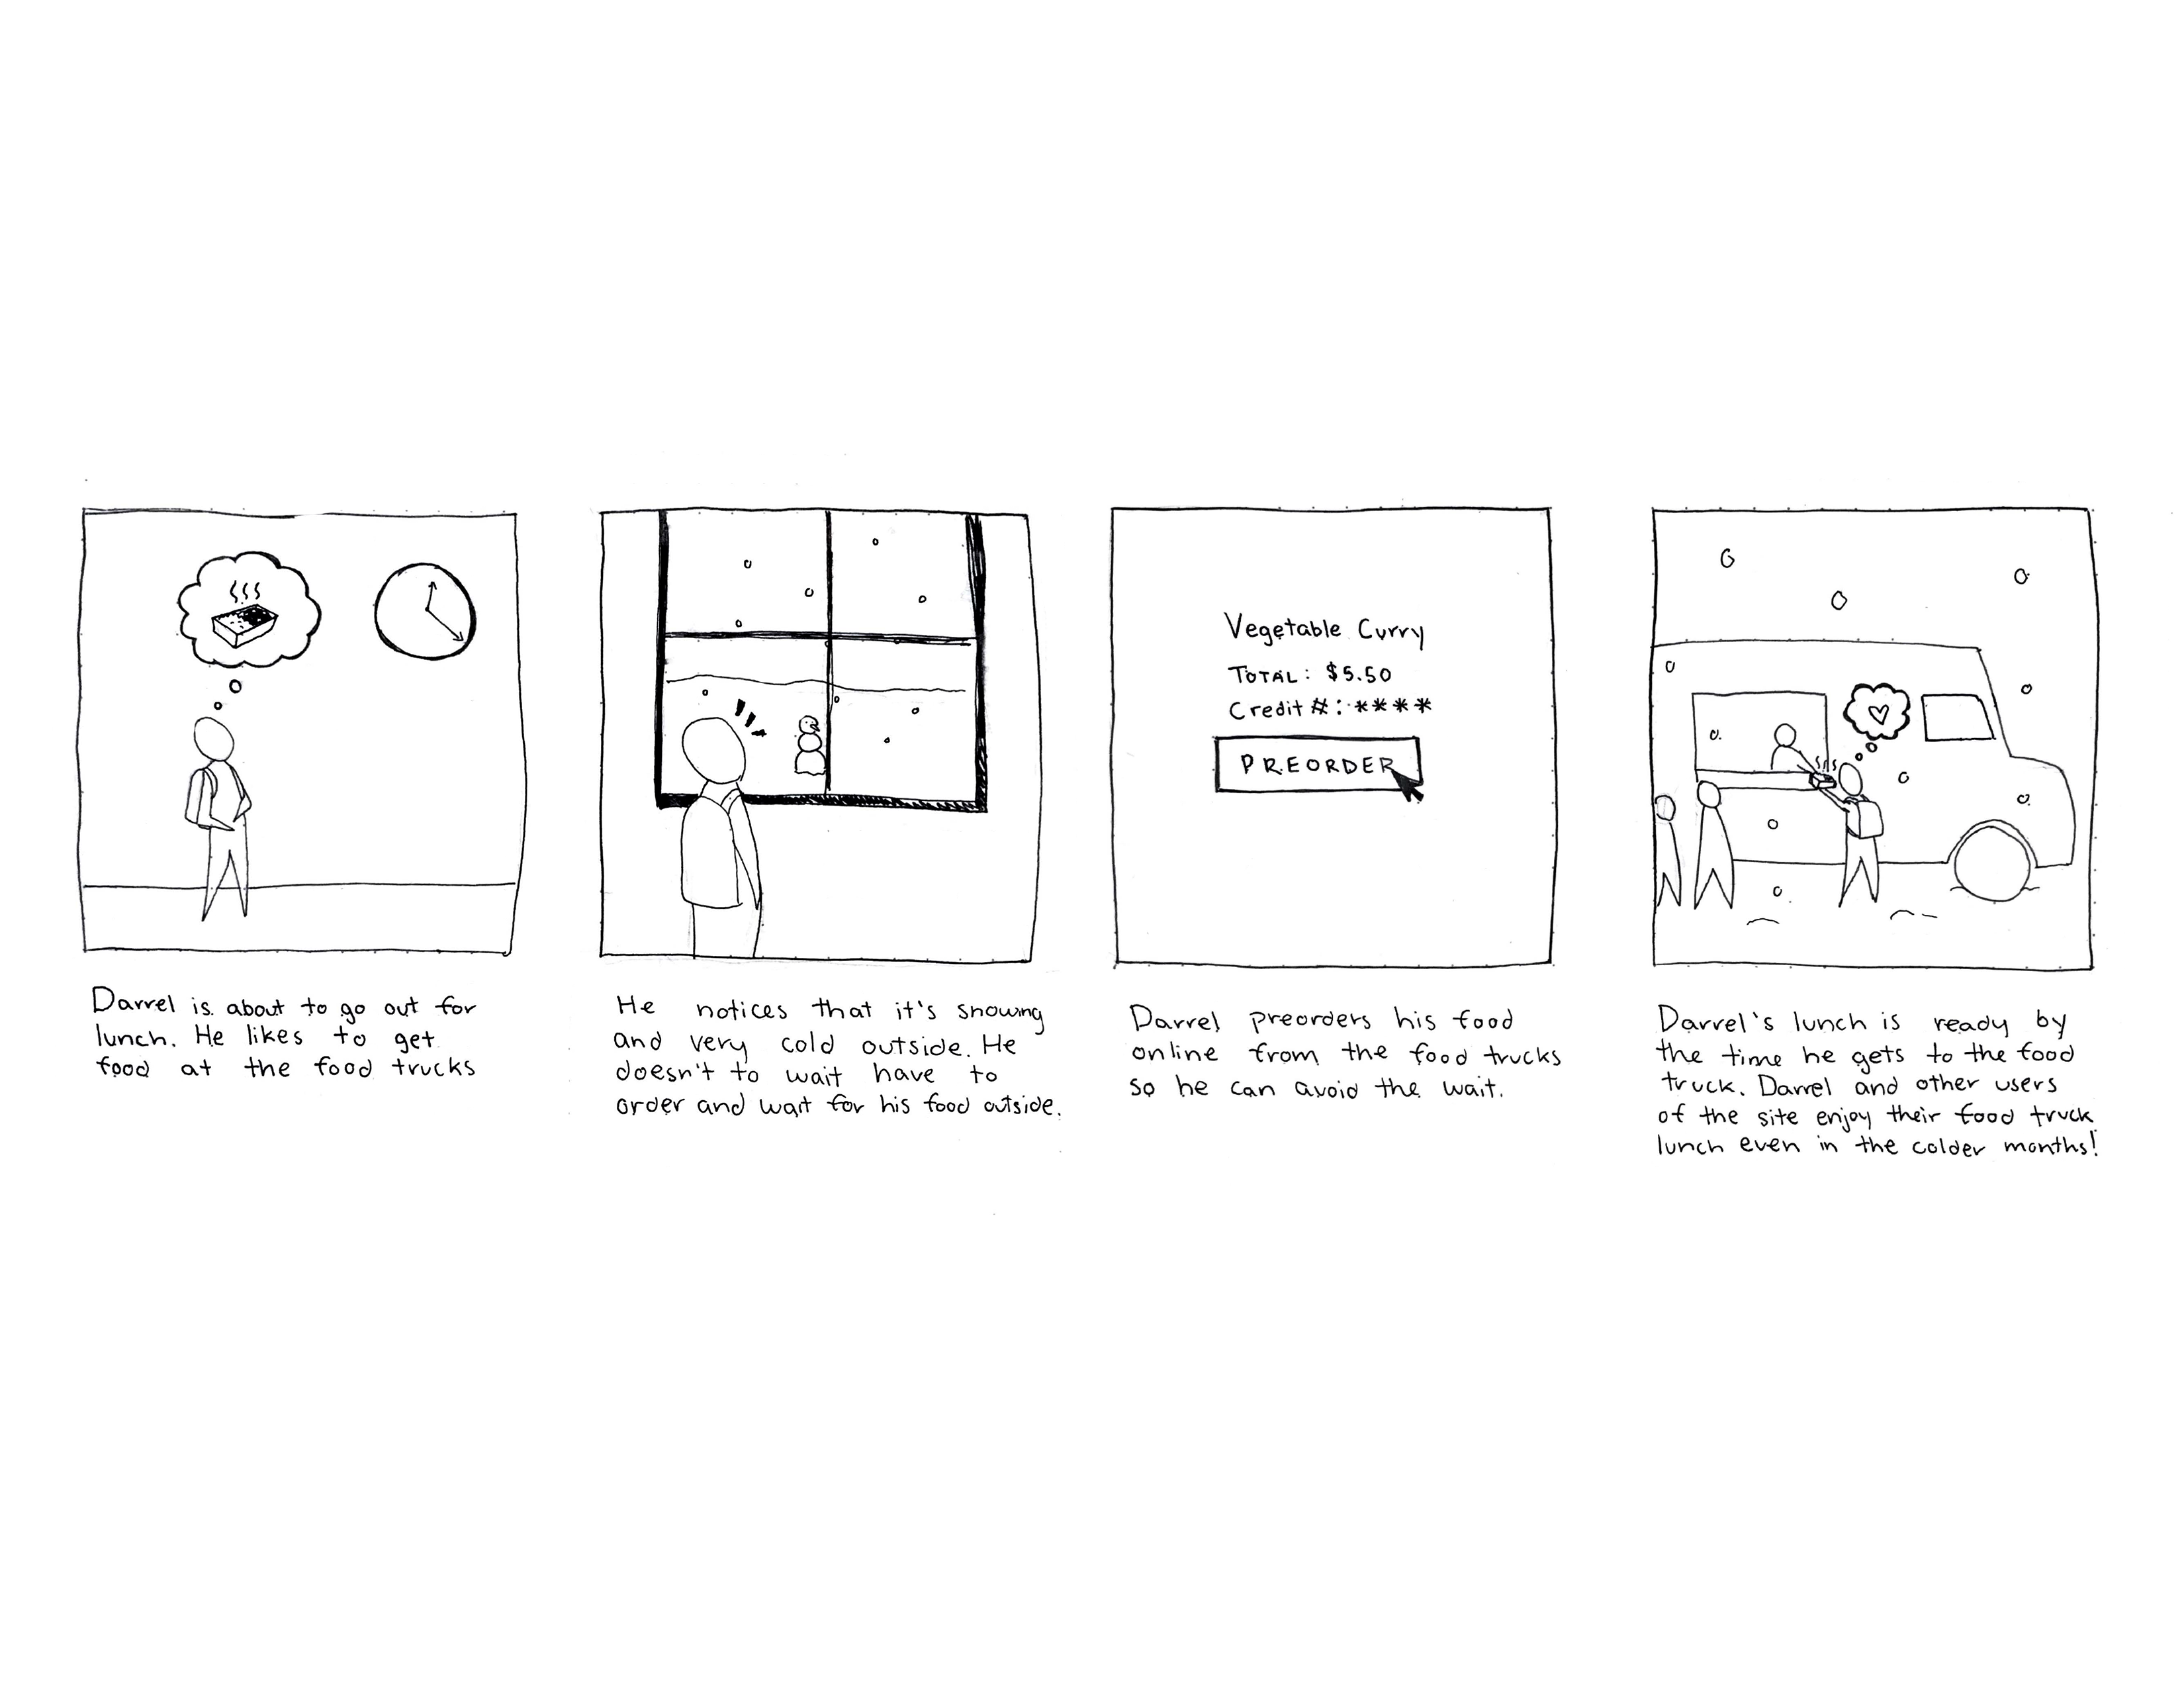 Darrel is about to go out for
lunch. He likes to get
food at the food trucks
He notices that it's snowing
and very cold outside. He
doesn't to wait have to
order and wait for his food outside.
Vegetable Curry
TOTAL: $5.50
Credit #: ****
PREORDER
Darrel preorders his food
online from the food trucks
so he can avoid the wait.
Darrel's lunch is ready by
the time he gets to the food
truck. Darrel and other users
of the site enjoy their food truck
lunch even in the colder months!